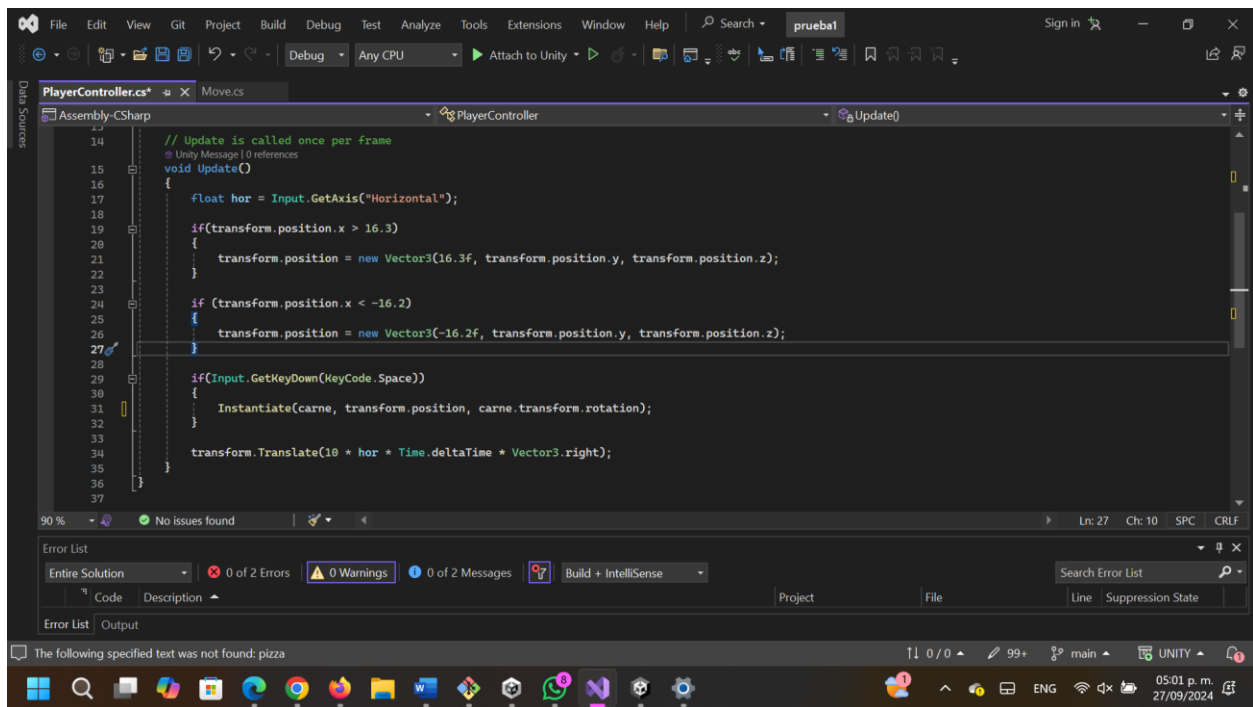 File Edit View Git Project Build Debug Test Analyze Tools Extensions Window Help Search prueba1 Sign in
Debug Any CPU Attach to Unity
Data Sources
PlayerController.cs* Move.cs
Assembly-CSharp PlayerController Update()
14 // Update is called once per frame
Unity Message | 0 references
15 void Update()
16 {
17 float hor = Input.GetAxis("Horizontal");
18
19 if(transform.position.x > 16.3)
20 {
21 transform.position = new Vector3(16.3f, transform.position.y, transform.position.z);
22 }
23
24 if (transform.position.x < -16.2)
25 {
26 transform.position = new Vector3(-16.2f, transform.position.y, transform.position.z);
27 }
28
29 if(Input.GetKeyDown(KeyCode.Space))
30 {
31 Instantiate(carne, transform.position, carne.transform.rotation);
32 }
33
34 transform.Translate(10 * hor * Time.deltaTime * Vector3.right);
35 }
36 }
37
90 % No issues found Ln: 27 Ch: 10 SPC CRLF
Error List
Entire Solution 0 of 2 Errors 0 Warnings 0 of 2 Messages Build + IntelliSense Search Error List
Code Description Project File Line Suppression State
Error List Output
The following specified text was not found: pizza 0 / 0 99+ main UNITY
8 1 ENG 05:01 p. m.
27/09/2024